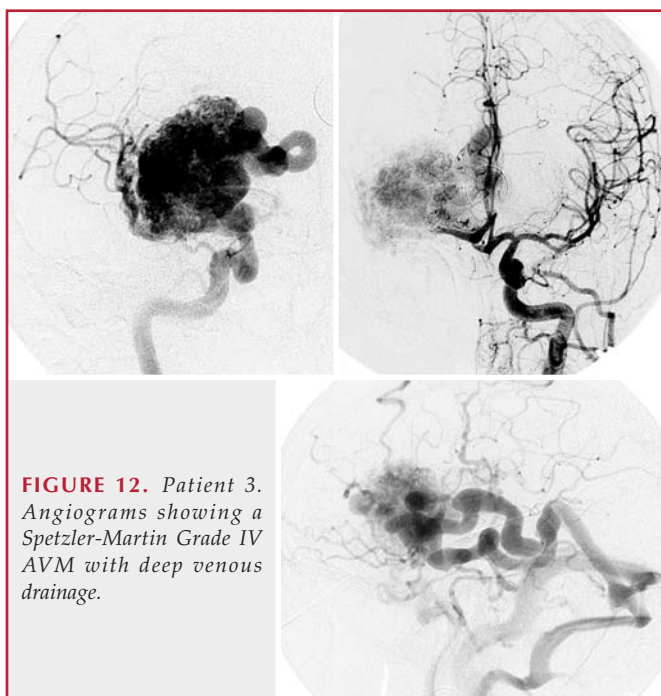 FIGURE 12. Patient 3.
Angiograms showing a
Spetzler-Martin Grade IV
AVM with deep venous
drainage.